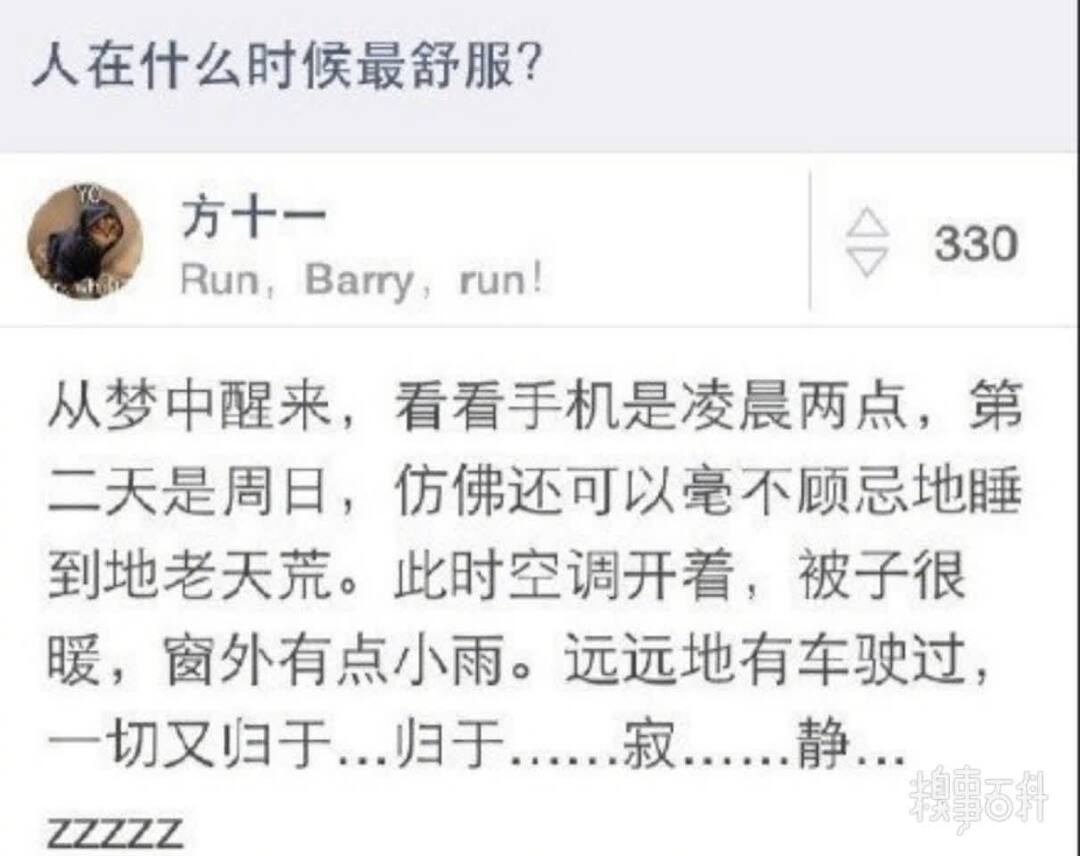 人在什么时候最舒服?
YO
方十一
Run, Barry, run!
330
从梦中醒来，看看手机是凌晨两点，第
二天是周日，仿佛还可以毫不顾忌地睡
到地老天荒。此时空调开着，被子很
暖，窗外有点小雨。远远地有车驶过，
一切又归于...归于......寂......静...
zzzzz
糗事百科